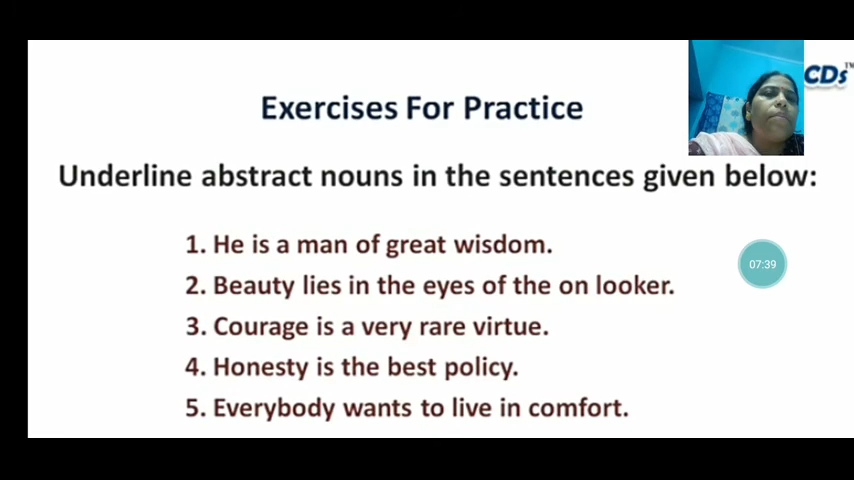 CDs™
Exercises For Practice
Underline abstract nouns in the sentences given below:
1. He is a man of great wisdom.
07:39
2. Beauty lies in the eyes of the on looker.
3. Courage is a very rare virtue.
4. Honesty is the best policy.
5. Everybody wants to live in comfort.